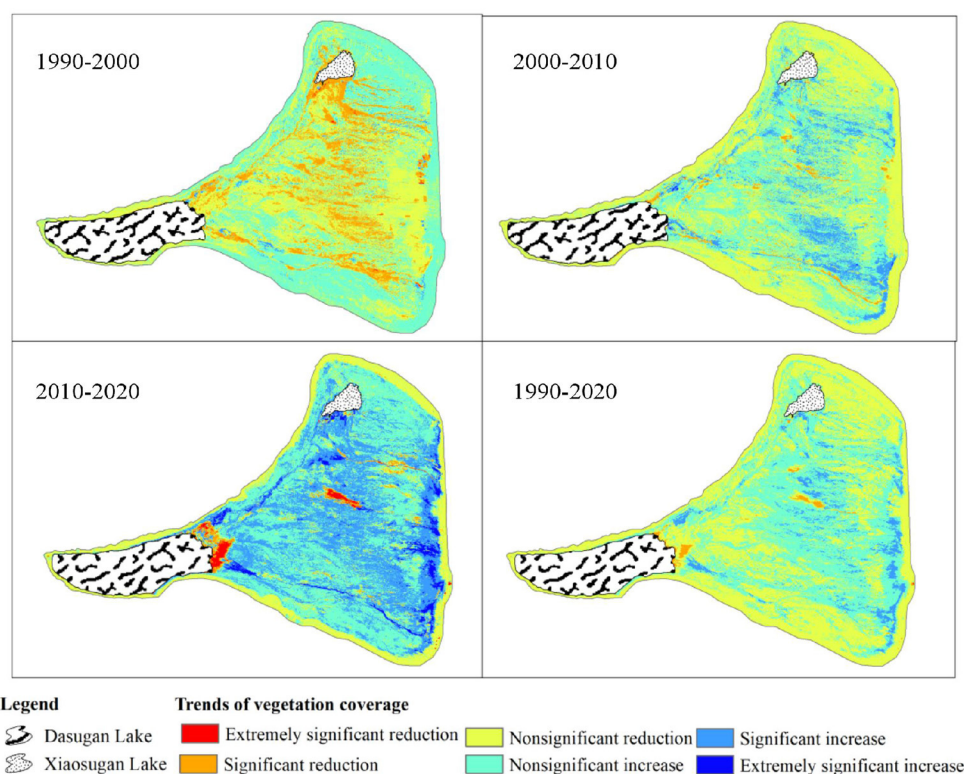 1990-2000
2000-2010
2010-2020
1990-2020
Legend
Trends of vegetation coverage
Dasugan Lake
Extremely significant reduction
Nonsignificant reduction
Significant increase
Xiaosugan Lake
Significant reduction
Nonsignificant increase
Extremely significant increase